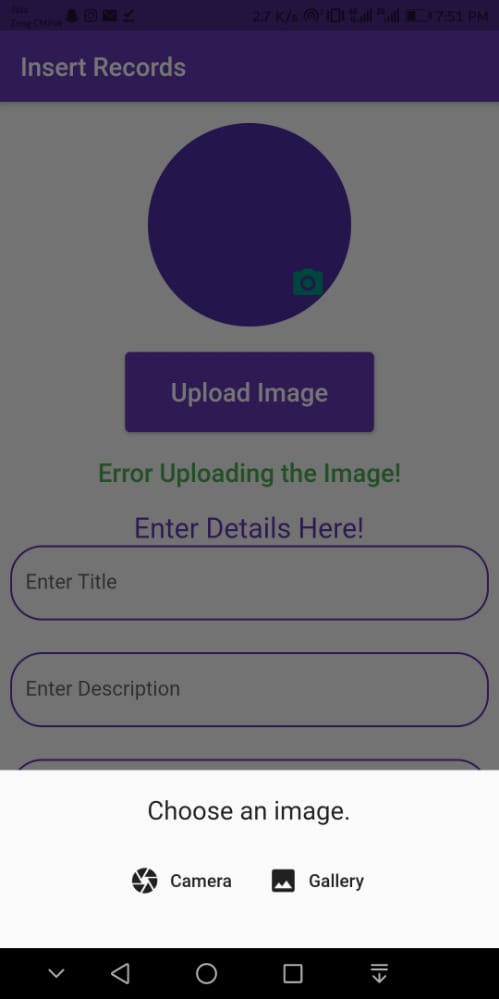 Zong CMPak 2.7 K/s 7:51 PM
Insert Records
Upload Image
Error Uploading the Image!
Enter Details Here!
Enter Title
Enter Description
Choose an image.
Camera Gallery